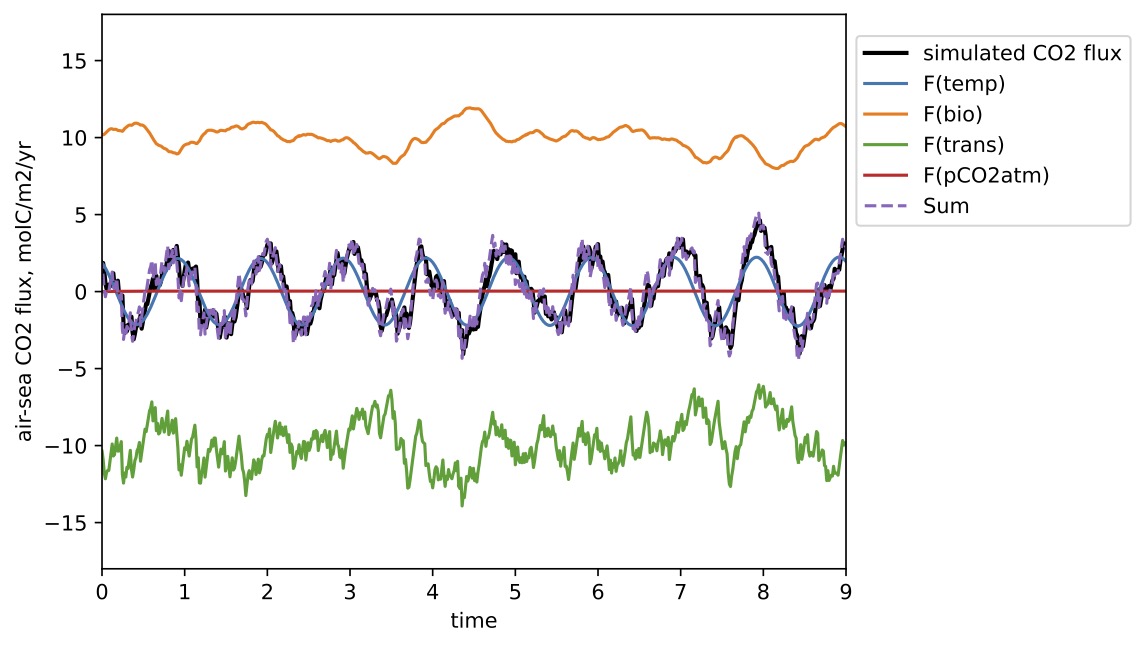 air-sea CO2 flux, molC/m2/yr
15
10
5
0
−5
−10
−15
0 1 2 3 4 5 6 7 8 9
time
simulated CO2 flux
F(temp)
F(bio)
F(trans)
F(pCO2atm)
Sum